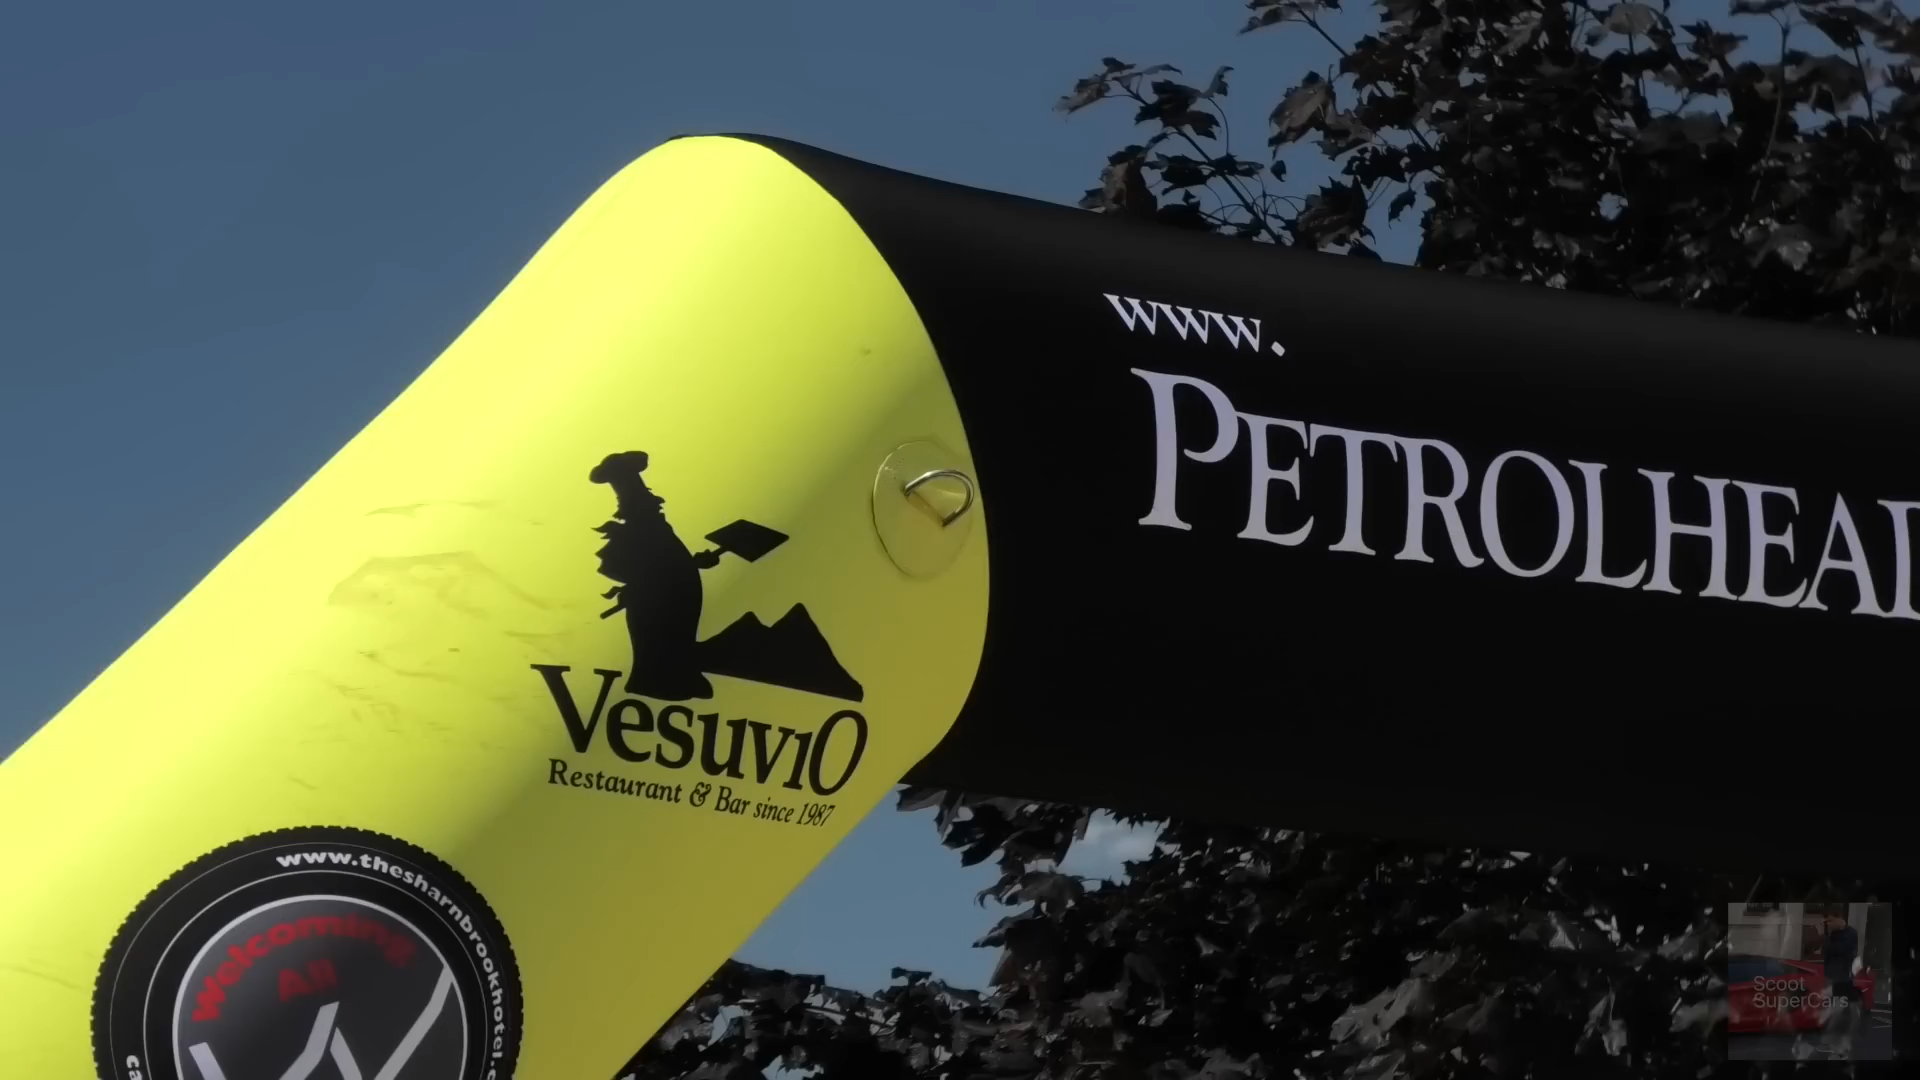 www.
PETROLHEAD
Vesuvio
Restaurant & Bar since 1987
www.thesharnbrookhotel.c
Welcoming
All
Scoot
SuperCars